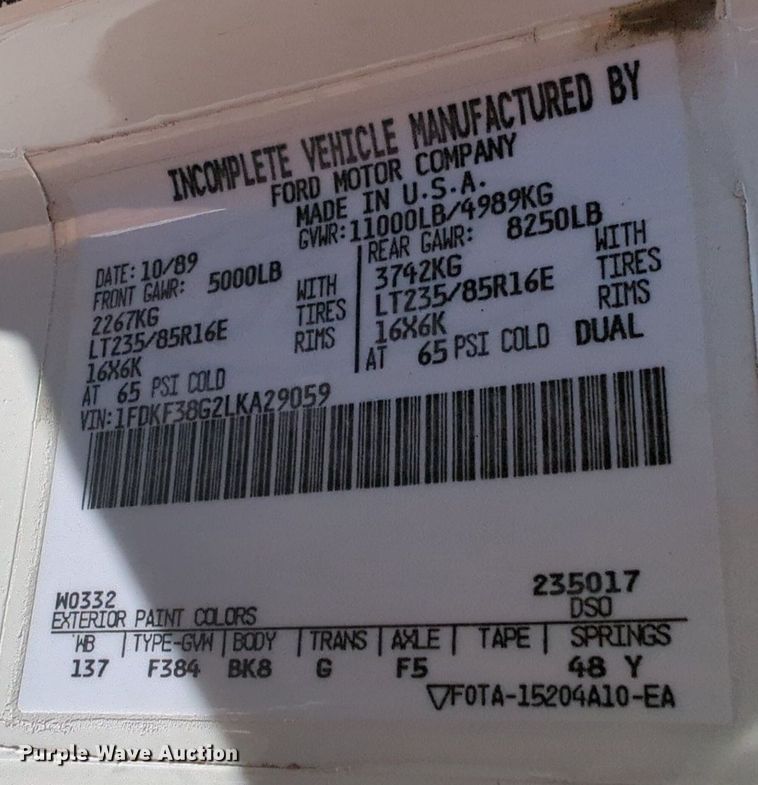 INCOMPLETE VEHICLE MANUFACTURED BY
FORD MOTOR COMPANY
MADE IN U.S.A.
GVWR: 11000LB/4989KG
DATE: 10/89
FRONT GAWR: 5000LB
2267KG WITH
LT235/85R16E TIRES
16X6K RIMS
AT 65 PSI COLD
REAR GAWR: 8250LB
3742KG WITH
LT235/85R16E TIRES
16X6K RIMS
AT 65 PSI COLD DUAL
VIN: 1FDKF38G2LKA29059
W0332
EXTERIOR PAINT COLORS
235017
DSO
WB | TYPE-GVW | BODY | TRANS | AXLE | TAPE | SPRINGS
137 F384 BK8 G F5 48 Y
▽F0TA-15204A10-EA
Purple Wave Auction